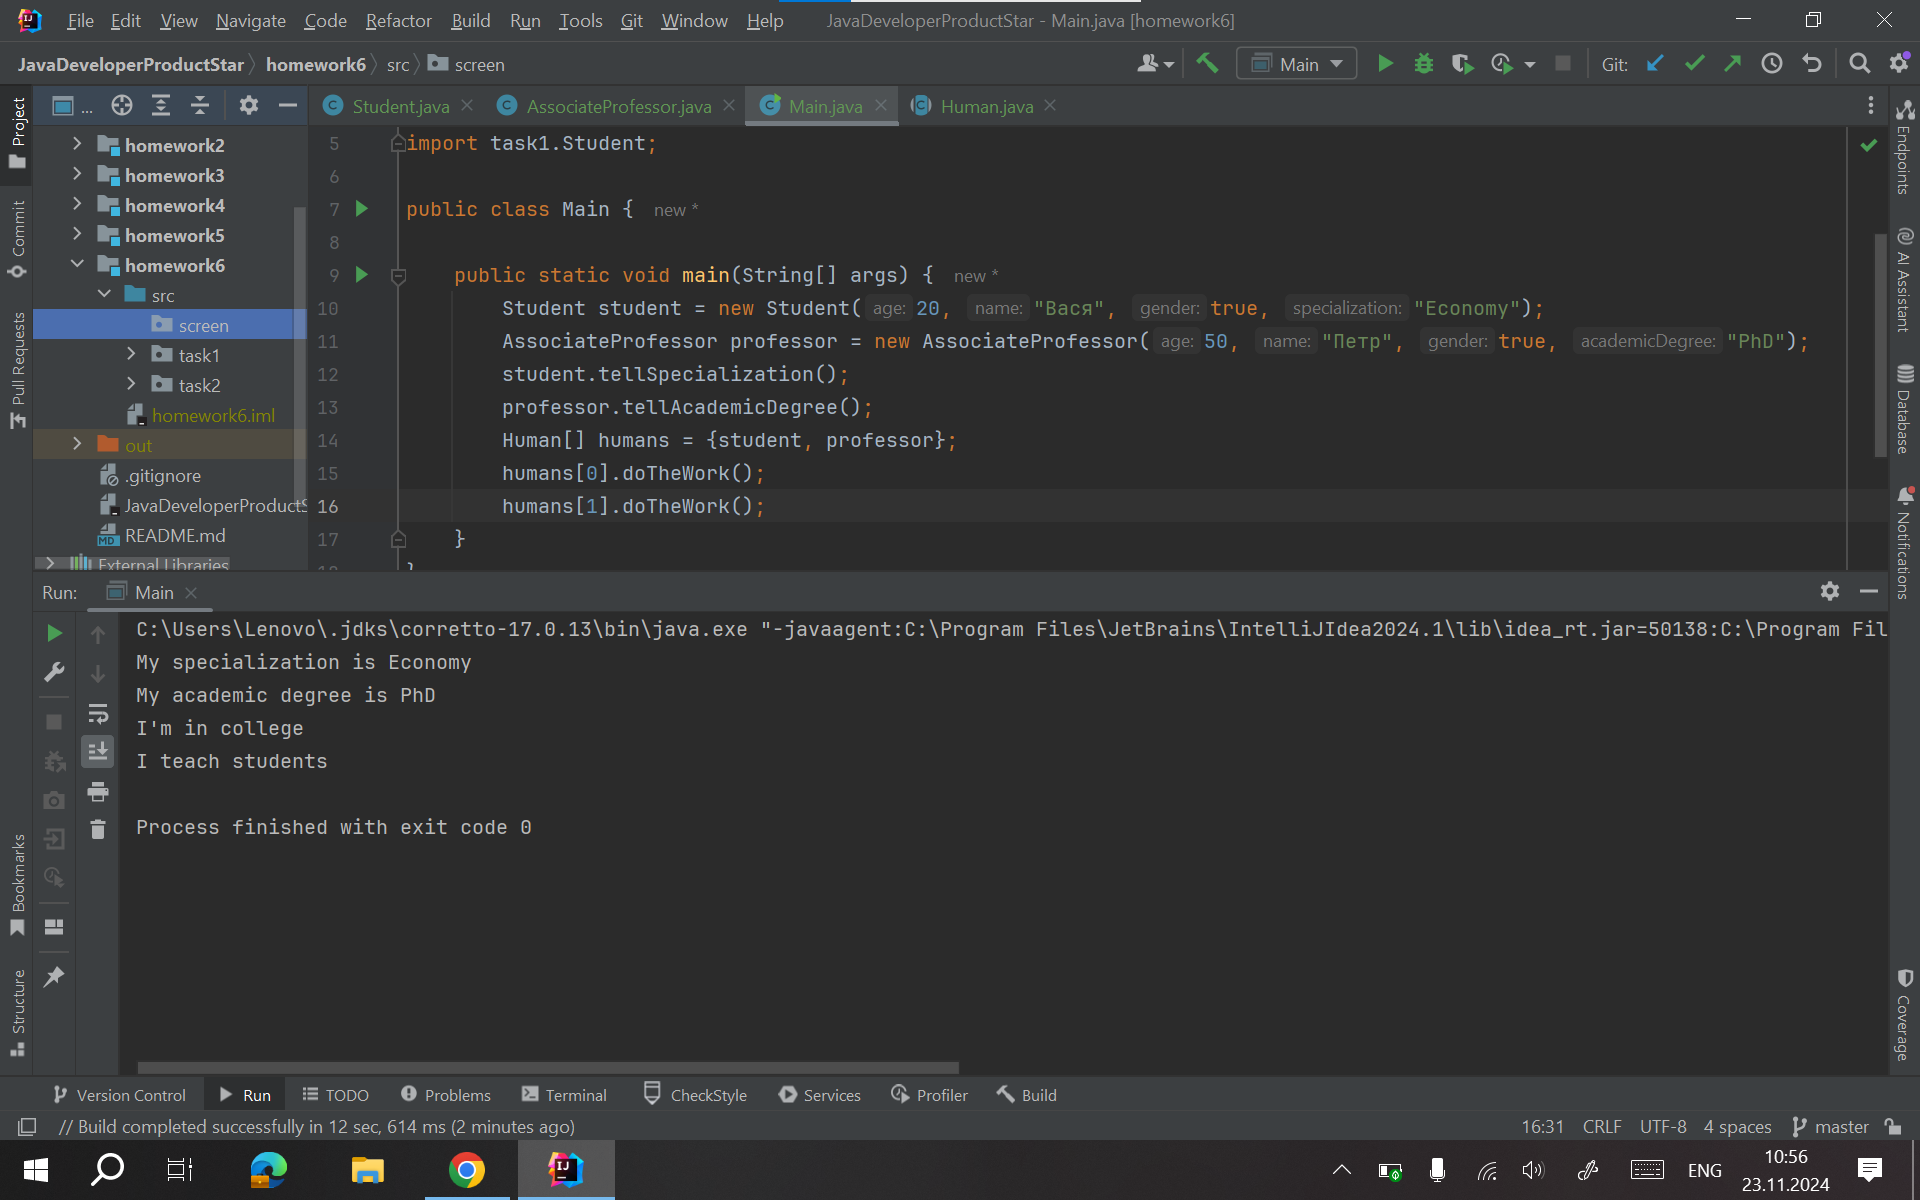 File Edit View Navigate Code Refactor Build Run Tools Git Window Help JavaDeveloperProductStar - Main.java [homework6]
JavaDeveloperProductStar homework6 src screen Main Git:
... Student.java AssociateProfessor.java Main.java Human.java
Project
Commit
Pull Requests
Bookmarks
Structure
homework2
homework3
homework4
homework5
homework6
src
screen
task1
task2
homework6.iml
out
.gitignore
JavaDeveloperProductS
README.md
External Libraries
5 import task1.Student;
6
7 public class Main { new *
8
9 public static void main(String[] args) { new *
10 Student student = new Student( age: 20, name: "Вася", gender: true, specialization: "Economy");
11 AssociateProfessor professor = new AssociateProfessor( age: 50, name: "Петр", gender: true, academicDegree: "PhD");
12 student.tellSpecialization();
13 professor.tellAcademicDegree();
14 Human[] humans = {student, professor};
15 humans[0].doTheWork();
16 humans[1].doTheWork();
17 }
Endpoints
AI Assistant
Database
Notifications
Coverage
Run: Main
C:\Users\Lenovo\.jdks\corretto-17.0.13\bin\java.exe "-javaagent:C:\Program Files\JetBrains\IntelliJIdea2024.1\lib\idea_rt.jar=50138:C:\Program Fil
My specialization is Economy
My academic degree is PhD
I'm in college
I teach students
Process finished with exit code 0
Version Control Run TODO Problems Terminal CheckStyle Services Profiler Build
// Build completed successfully in 12 sec, 614 ms (2 minutes ago) 16:31 CRLF UTF-8 4 spaces master
ENG 10:56
23.11.2024